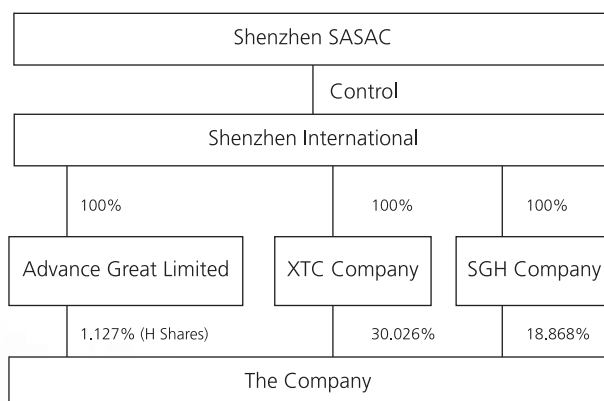 Shenzhen SASAC
Control
Shenzhen International
100%
100%
100%
Advance Great Limited
XTC Company
SGH Company
1.127% (H Shares)
30.026%
18.868%
The Company